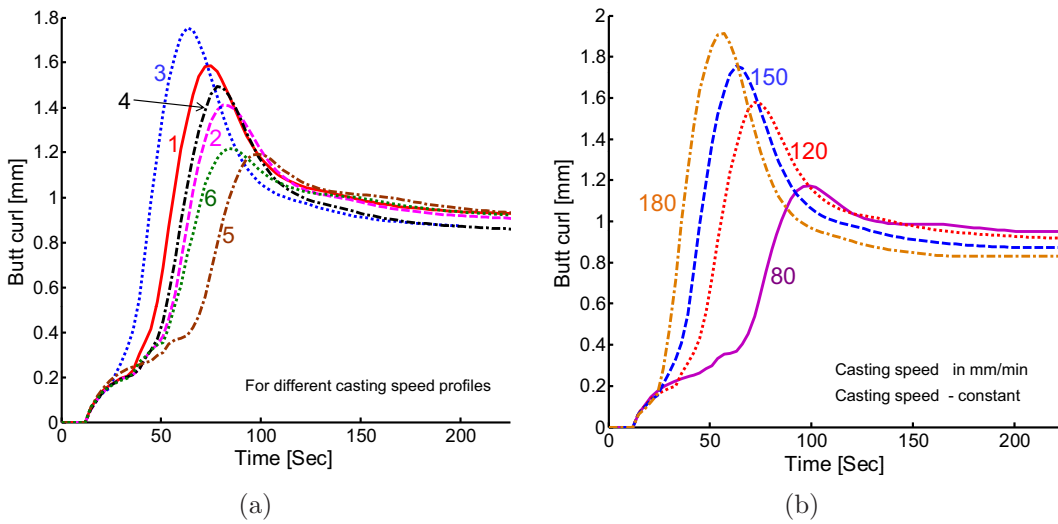 1.8
1.6
1.4
1.2
1
0.8
0.6
0.4
0.2
0
Butt curl [mm]
3
4
1
2
6
5
For different casting speed profiles
0 50 100 150 200
Time [Sec]
(a)
2
1.8
1.6
1.4
1.2
1
0.8
0.6
0.4
0.2
0
Butt curl [mm]
150
120
180
80
Casting speed in mm/min
Casting speed - constant
0 50 100 150 200
Time [Sec]
(b)